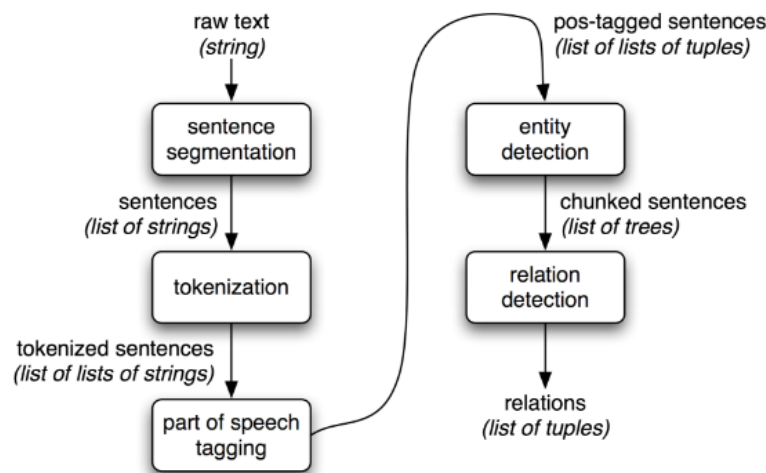 raw text
(string)
sentence
segmentation
sentences
(list of strings)
tokenization
tokenized sentences
(list of lists of strings)
part of speech
tagging
pos-tagged sentences
(list of lists of tuples)
entity
detection
chunked sentences
(list of trees)
relation
detection
relations
(list of tuples)